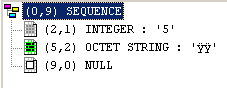 (0,9) SEQUENCE
(2,1) INTEGER : '5'
(5,2) OCTET STRING : 'ÿÿ'
(9,0) NULL